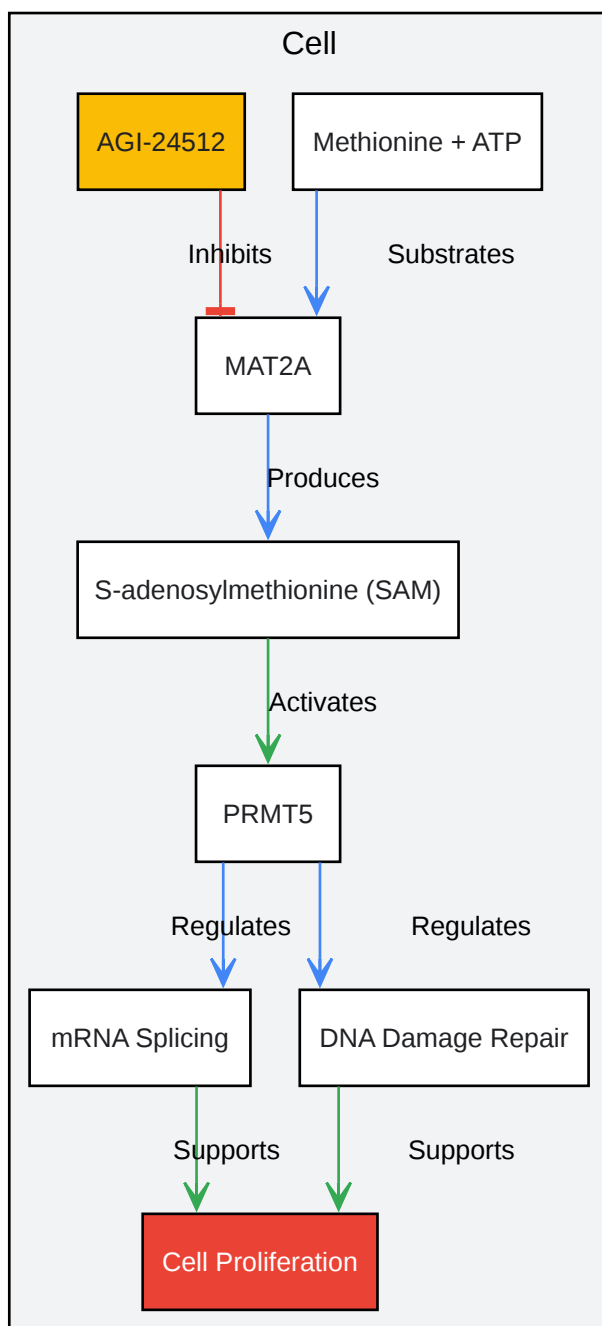 Cell
AGI-24512
Methionine + ATP
Inhibits
Substrates
MAT2A
Produces
S-adenosylmethionine (SAM)
Activates
PRMT5
Regulates
Regulates
mRNA Splicing
DNA Damage Repair
Supports
Supports
Cell Proliferation